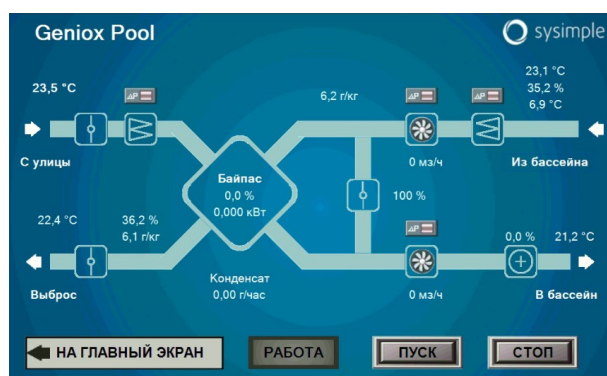 Geniox Pool
sysimple
23,5 °C
ΔP
6,2 г/кг
ΔP
ΔP
23,1 °C
35,2 %
6,9 °C
С улицы
0 мз/ч
Из бассейна
Байпас
0,0 %
0,000 кВт
100 %
22,4 °C
36,2 %
6,1 г/кг
ΔP
0,0 %
21,2 °C
Выброс
Конденсат
0,00 г/час
0 мз/ч
В бассейн
НА ГЛАВНЫЙ ЭКРАН
РАБОТА
ПУСК
СТОП